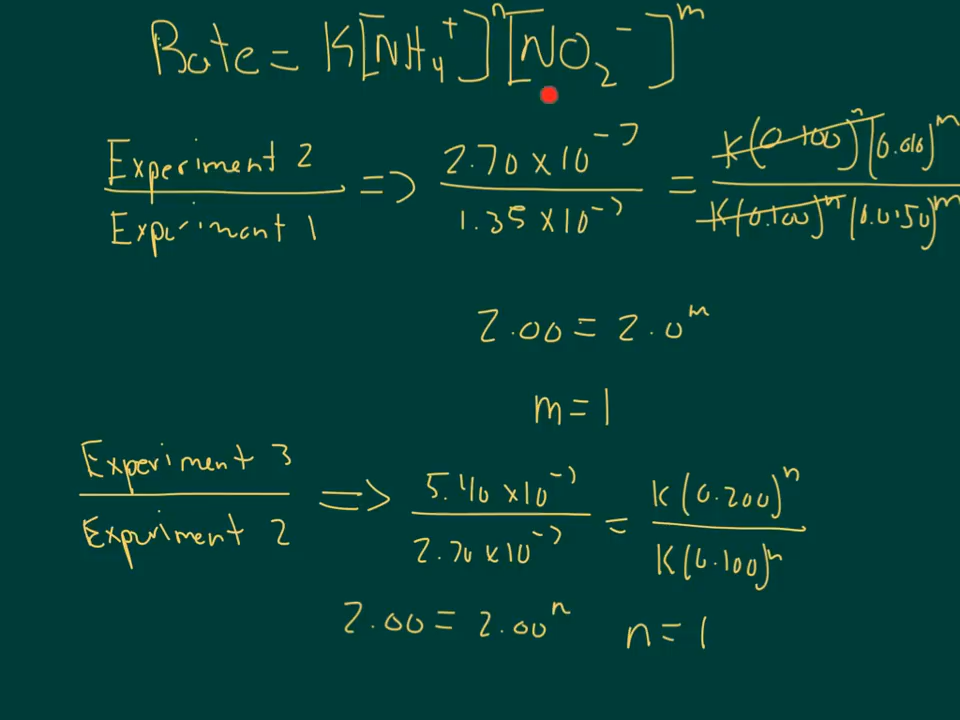 Rate = K[NH₄⁺]ⁿ[NO₂⁻]ᵐ
Experiment 2 / Experiment 1 => 2.70 x 10⁻⁷ / 1.35 x 10⁻⁷ = K(0.100)ⁿ(0.010)ᵐ / K(0.100)ⁿ(0.0050)ᵐ
2.00 = 2.0ᵐ
m = 1
Experiment 3 / Experiment 2 => 5.40 x 10⁻⁷ / 2.70 x 10⁻⁷ = K(0.200)ⁿ / K(0.100)ⁿ
2.00 = 2.00ⁿ n = 1